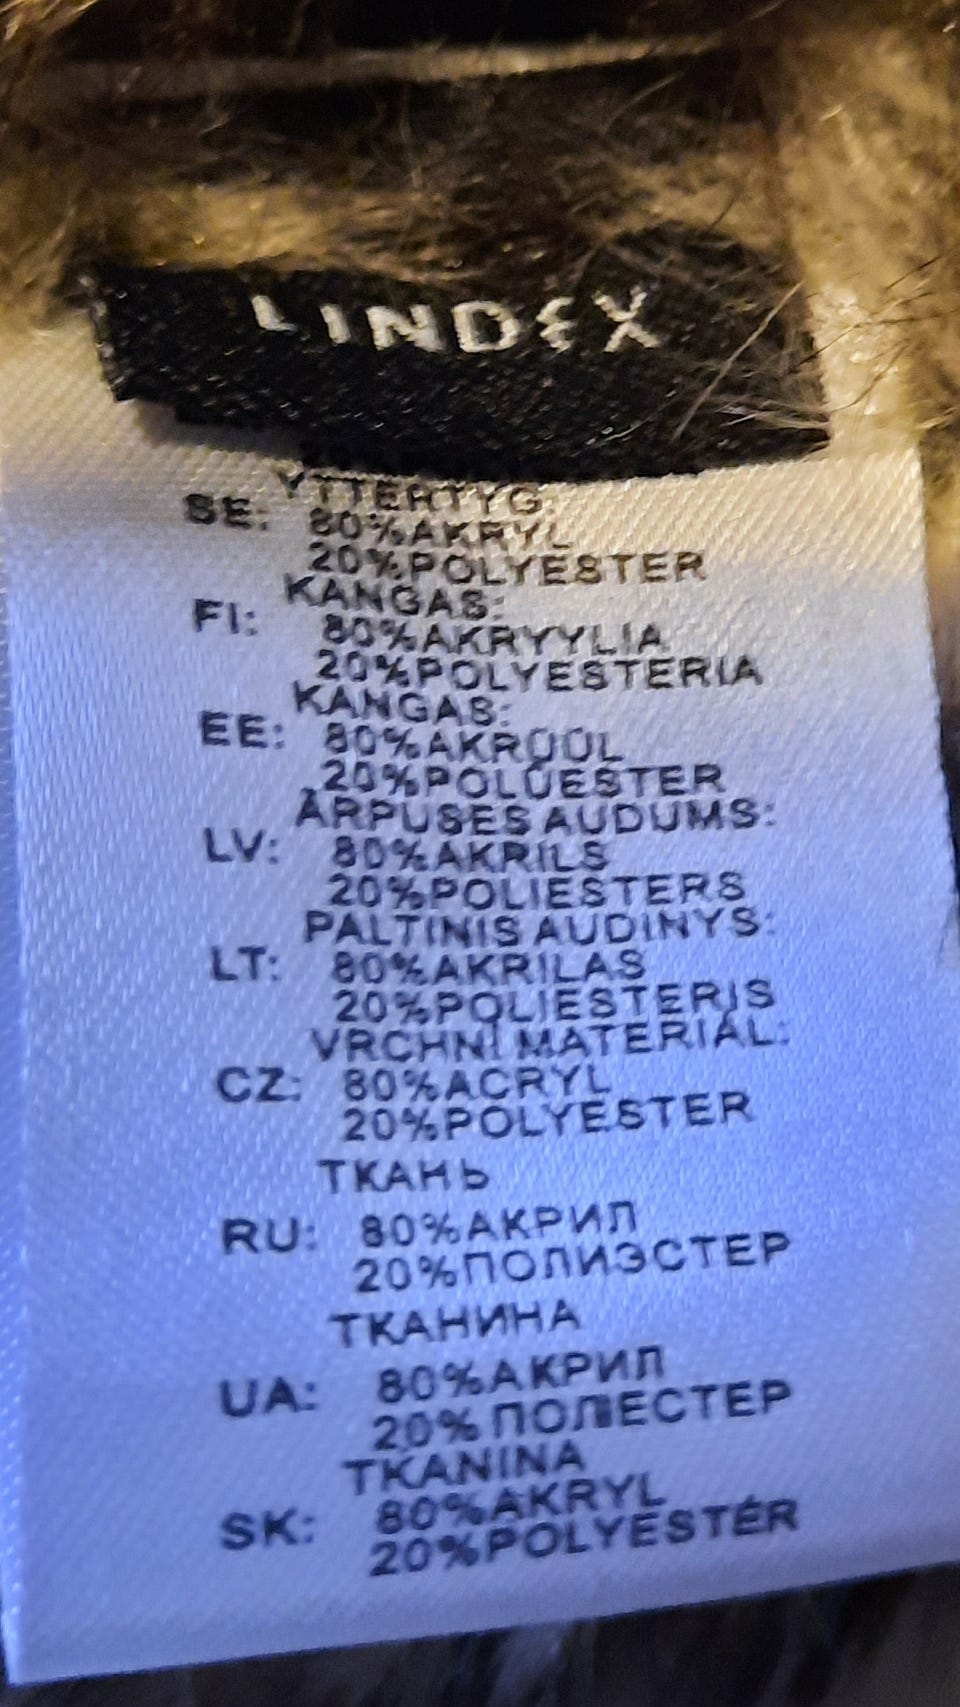 LINDEX
YTTERTYG:
SE: 80%AKRYL
20%POLYESTER
KANGAS:
FI: 80%AKRYYLIA
20%POLYESTERIA
KANGAS:
EE: 80%AKRÜÜL
20%POLÜESTER
ĀRPUSES AUDUMS:
LV: 80%AKRILS
20%POLIESTERS
PALTINIS AUDINYS:
LT: 80%AKRILAS
20%POLIESTERIS
VRCHNÍ MATERIÁL:
CZ: 80%ACRYL
20%POLYESTER
ТКАНЬ
RU: 80%АКРИЛ
20%ПОЛИЭСТЕР
ТКАНИНА
UA: 80%АКРИЛ
20%ПОЛІЕСТЕР
TKANINA
SK: 80%AKRYL
20%POLYESTÉR